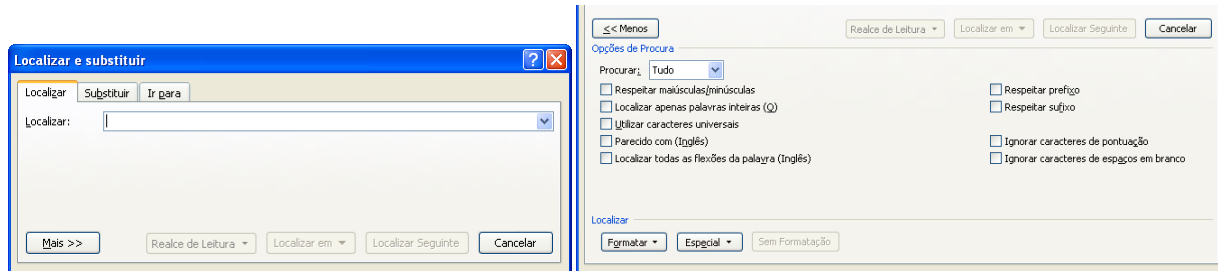 Localizar e substituir
Localizar Substituir Ir para
Localizar:
Mais >> Realce de Leitura Localizar em Localizar Seguinte Cancelar
<< Menos Realce de Leitura Localizar em Localizar Seguinte Cancelar
Opções de Procura
Procurar: Tudo
Respeitar maiúsculas/minúsculas Respeitar prefixo
Localizar apenas palavras inteiras (Q) Respeitar sufixo
Utilizar caracteres universais
Parecido com (Inglês) Ignorar caracteres de pontuação
Localizar todas as flexões da palavra (Inglês) Ignorar caracteres de espaços em branco
Localizar
Formatar Especial Sem Formatação